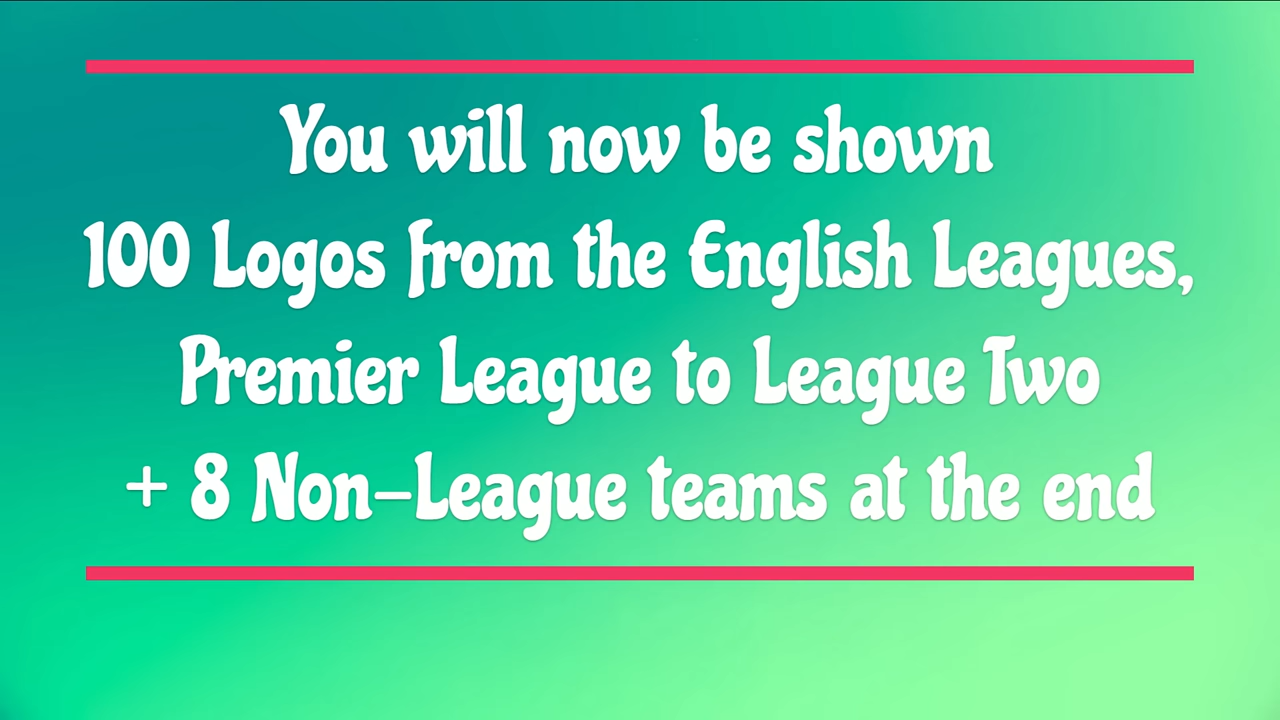 You will now be shown
100 Logos from the English Leagues,
Premier League to League Two
+ 8 Non-League teams at the end